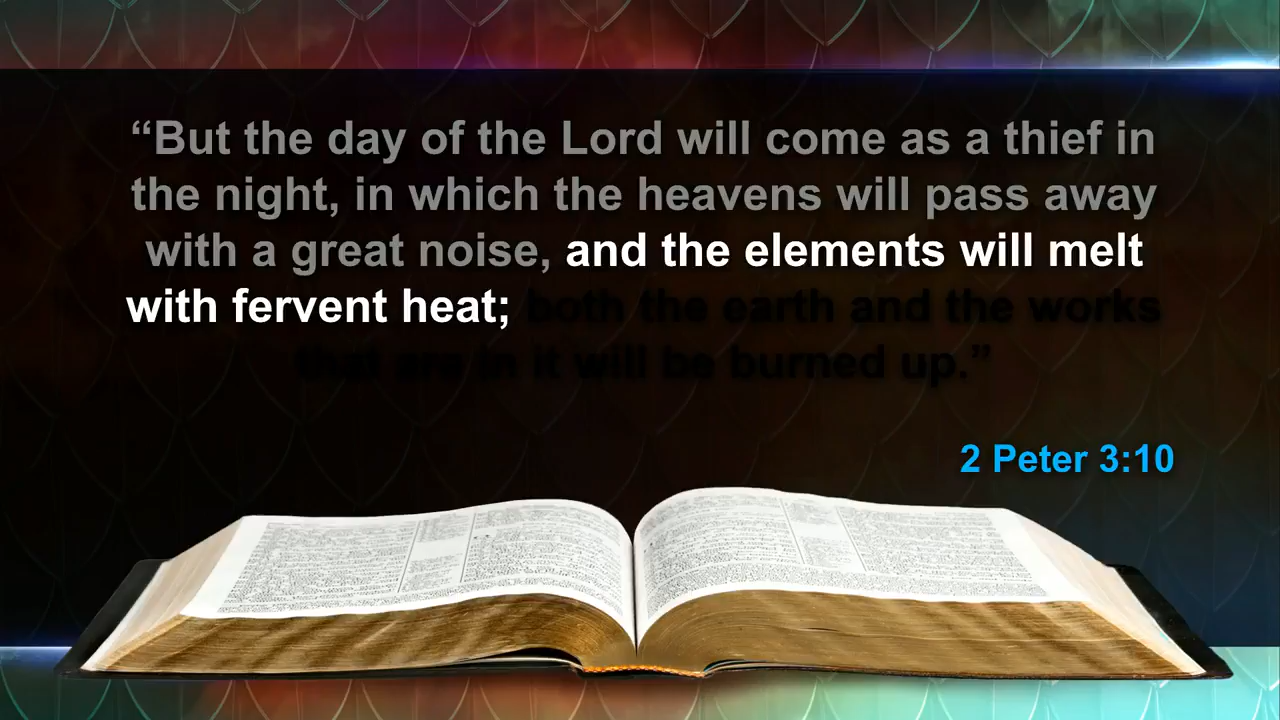 “But the day of the Lord will come as a thief in
the night, in which the heavens will pass away
with a great noise, and the elements will melt
with fervent heat; both the earth and the works
that are in it will be burned up.”
2 Peter 3:10